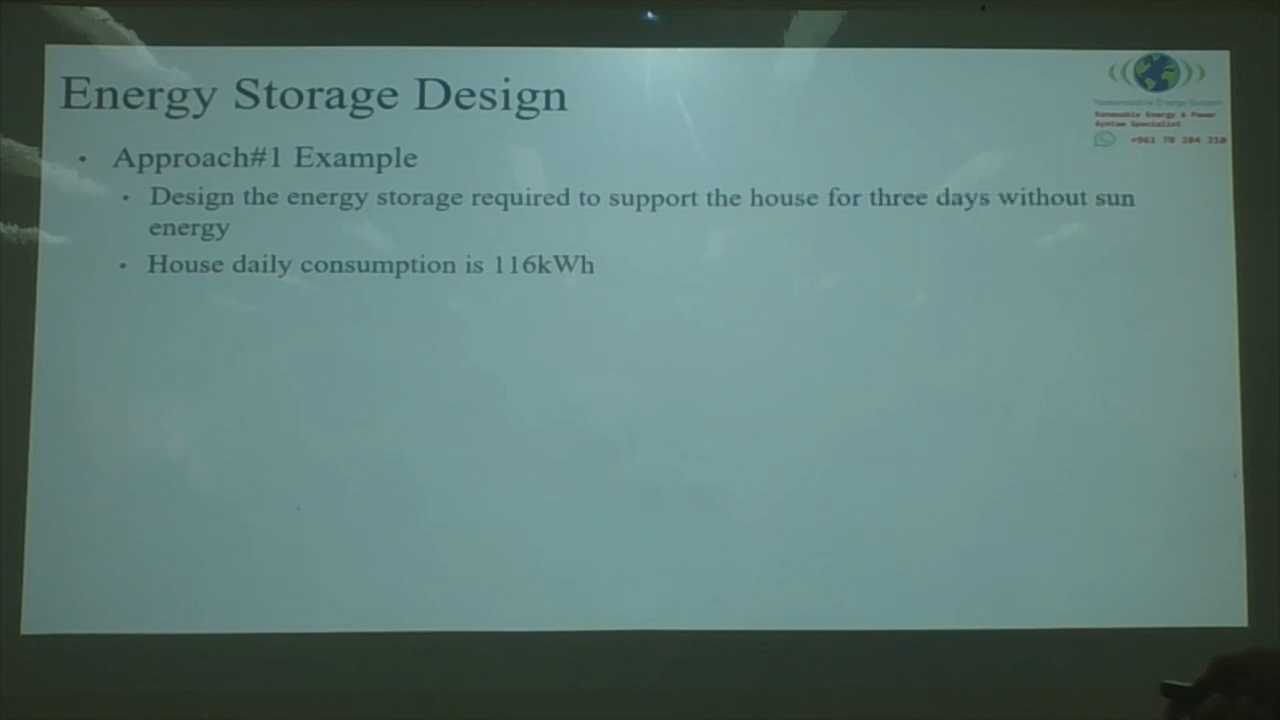 Energy Storage Design
• Approach#1 Example
• Design the energy storage required to support the house for three days without sun
energy
• House daily consumption is 116kWh
Renewable Energy & Power
System Specialist
+961 70 284 210